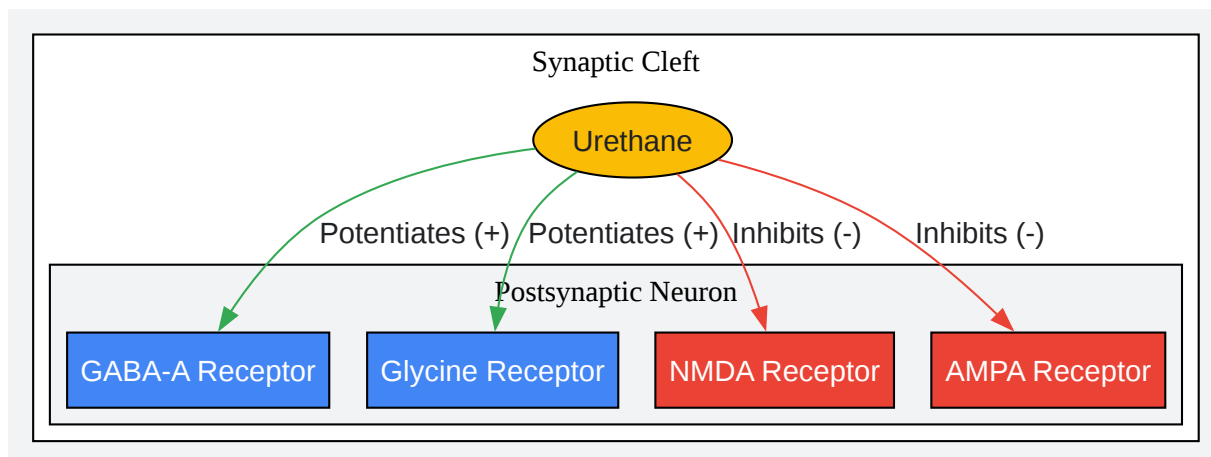 Synaptic Cleft
Urethane
Potentiates (+) Potentiates (+) Inhibits (-) Inhibits (-)
Postsynaptic Neuron
GABA-A Receptor Glycine Receptor NMDA Receptor AMPA Receptor